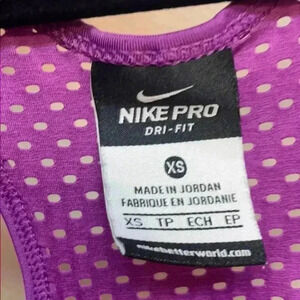 NIKE PRO
DRI-FIT
XS
MADE IN JORDAN
FABRIQUE EN JORDANIE
XS TP ECH EP
nikebetterworld.com